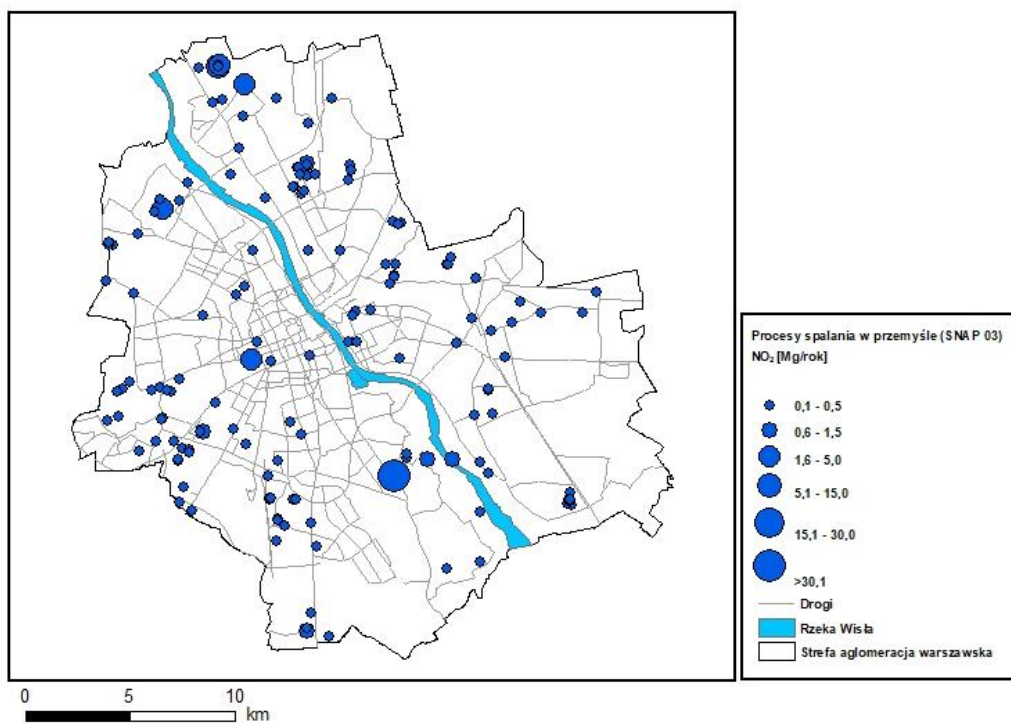 Procesy spalania w przemyśle (SNAP 03)
NO₂ [Mg/rok]
0,1 - 0,5
0,6 - 1,5
1,6 - 5,0
5,1 - 15,0
15,1 - 30,0
>30,1
Drogi
Rzeka Wisła
Strefa aglomeracja warszawska
0 5 10
km